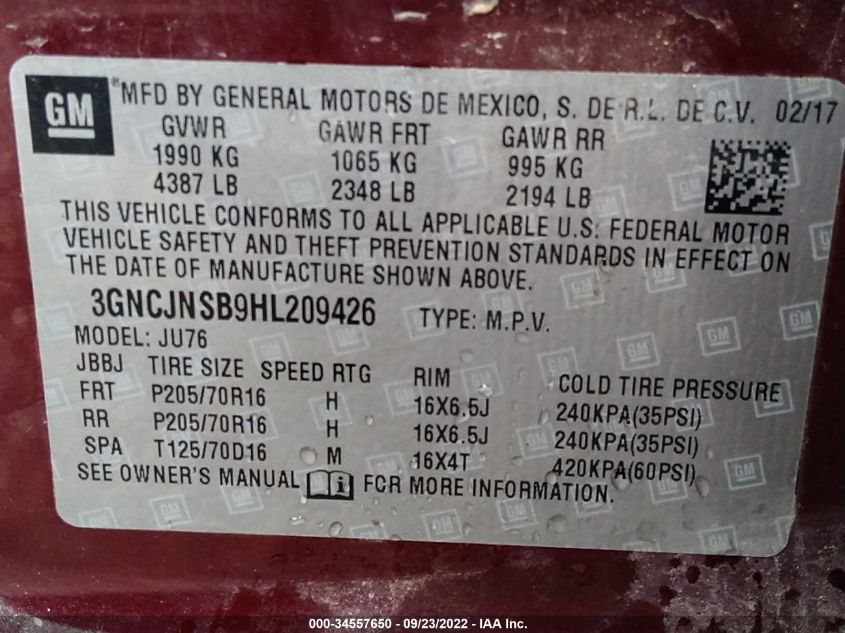 GM ® MFD BY GENERAL MOTORS DE MEXICO, S. DE R.L. DE C.V. 02/17
GVWR GAWR FRT GAWR RR
1990 KG 1065 KG 995 KG
4387 LB 2348 LB 2194 LB
THIS VEHICLE CONFORMS TO ALL APPLICABLE U.S. FEDERAL MOTOR
VEHICLE SAFETY AND THEFT PREVENTION STANDARDS IN EFFECT ON
THE DATE OF MANUFACTURE SHOWN ABOVE.
3GNCJNSB9HL209426 TYPE: M.P.V.
MODEL: JU76
JBBJ TIRE SIZE SPEED RTG RIM COLD TIRE PRESSURE
FRT P205/70R16 H 16X6.5J 240KPA(35PSI)
RR P205/70R16 H 16X6.5J 240KPA(35PSI)
SPA T125/70D16 M 16X4T 420KPA(60PSI)
SEE OWNER'S MANUAL FOR MORE INFORMATION.
000-34557650 - 09/23/2022 - IAA Inc.